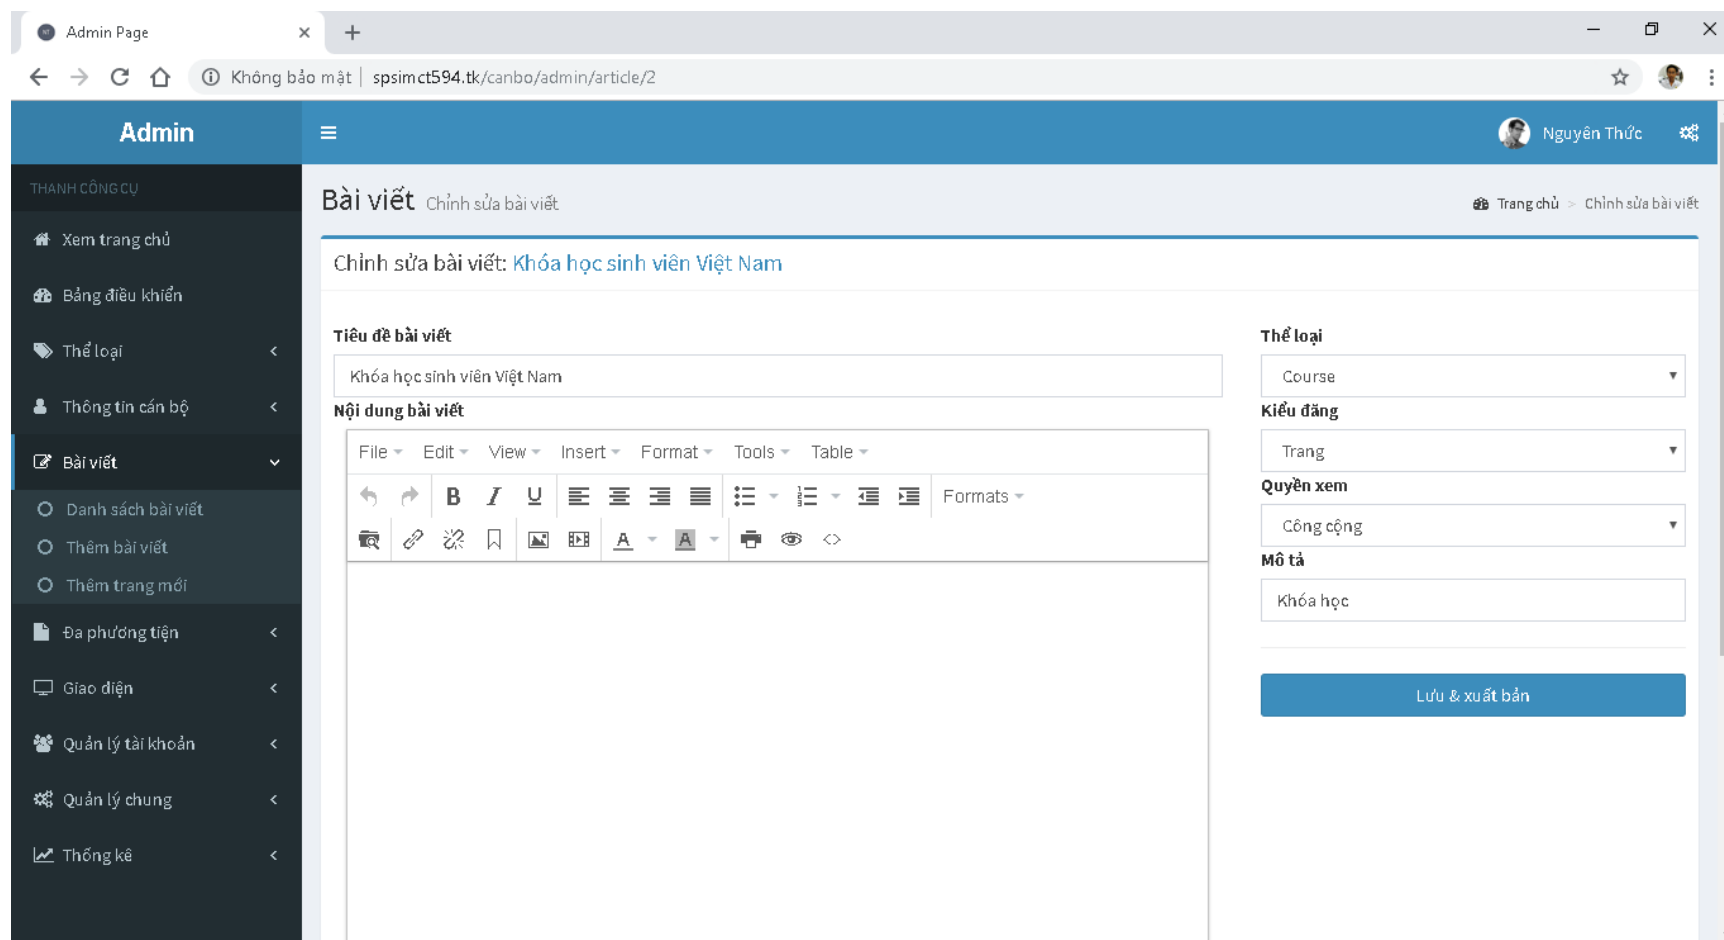 Admin Page
Không bảo mật | spsimct594.tk/canbo/admin/article/2
Admin
Nguyên Thức
THANH CÔNG CỤ
Bài viết Chỉnh sửa bài viết
Trang chủ > Chỉnh sửa bài viết
Xem trang chủ
Bảng điều khiển
Thể loại
Thông tin cán bộ
Bài viết
Danh sách bài viết
Thêm bài viết
Thêm trang mới
Đa phương tiện
Giao diện
Quản lý tài khoản
Quản lý chung
Thống kê
Chỉnh sửa bài viết: Khóa học sinh viên Việt Nam
Tiêu đề bài viết
Khóa học sinh viên Việt Nam
Nội dung bài viết
File Edit View Insert Format Tools Table
B I U Formats
A A
Thể loại
Course
Kiểu đăng
Trang
Quyền xem
Công cộng
Mô tả
Khóa học
Lưu & xuất bản